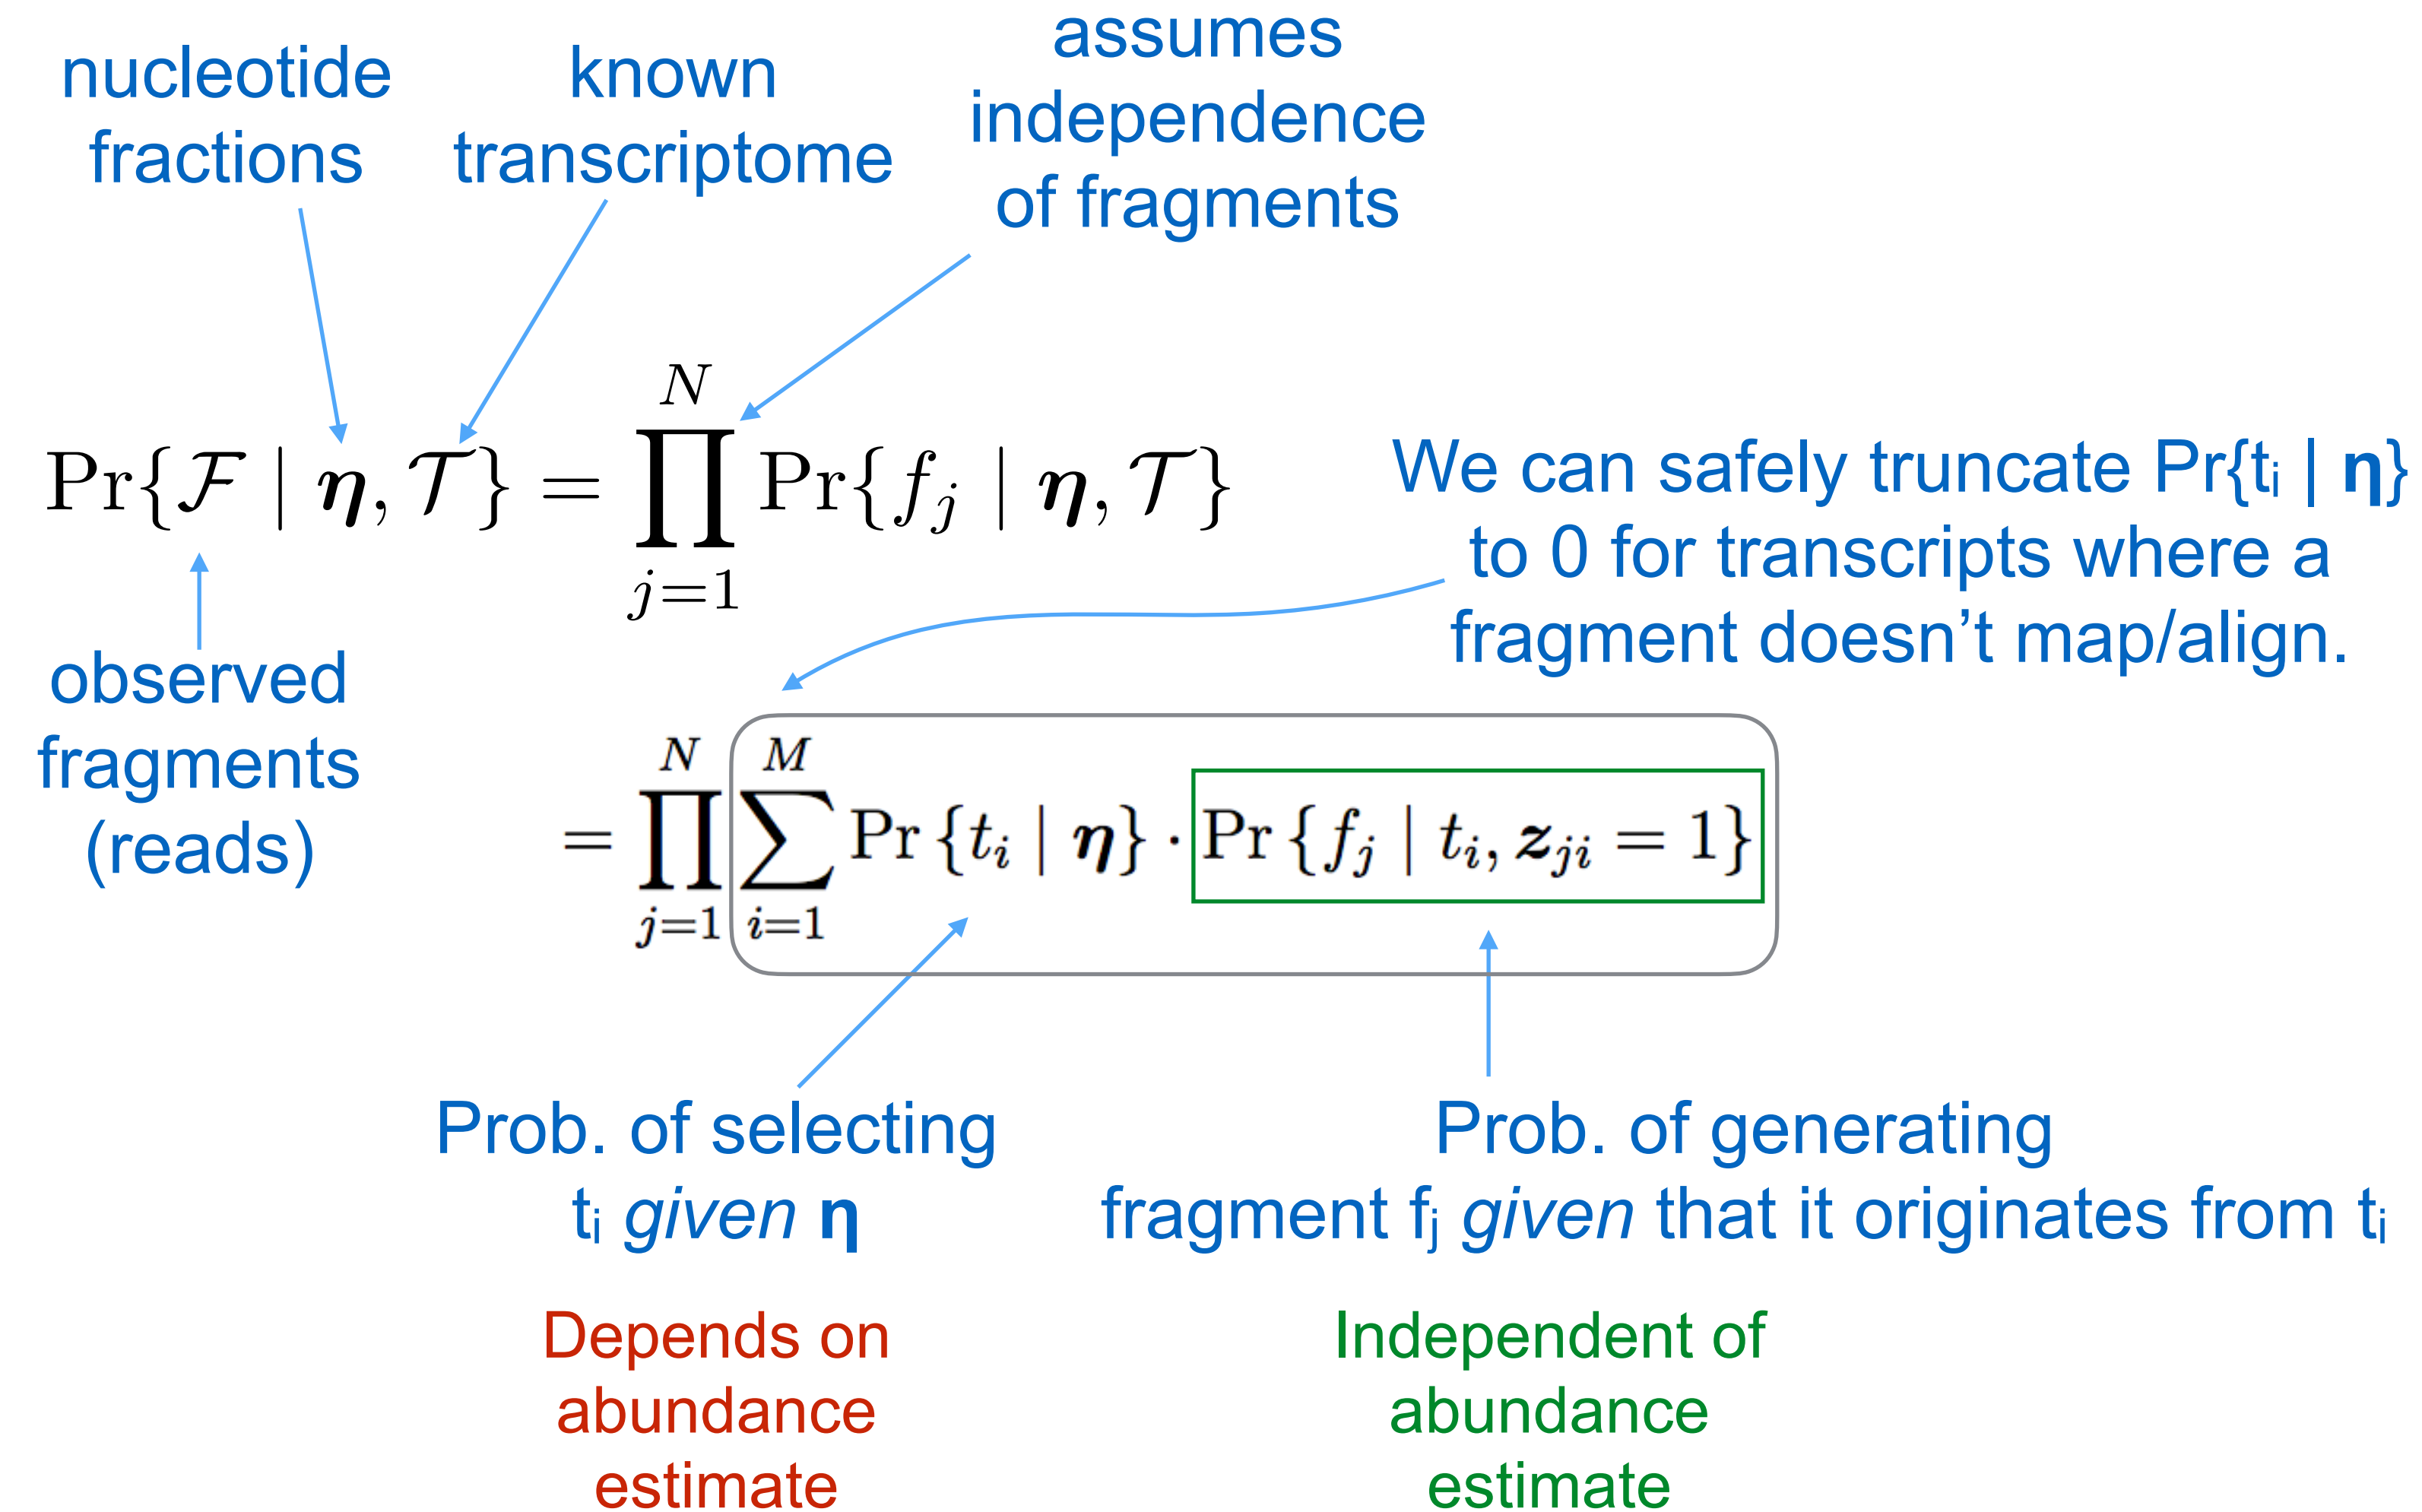 nucleotide
fractions
known
transcriptome
assumes
independence
of fragments
Pr{ℱ | 𝜼, 𝒯} = ∏_{j=1}^{N} Pr{f_j | 𝜼, 𝒯}
We can safely truncate Pr{tᵢ | η}
to 0 for transcripts where a
fragment doesn’t map/align.
observed
fragments
(reads)
= ∏_{j=1}^{N} ∑_{i=1}^{M} Pr {t_i | 𝜼} · Pr {f_j | t_i, 𝒛_{ji} = 1}
Prob. of selecting
tᵢ given η
Prob. of generating
fragment fⱼ given that it originates from tᵢ
Depends on
abundance
estimate
Independent of
abundance
estimate